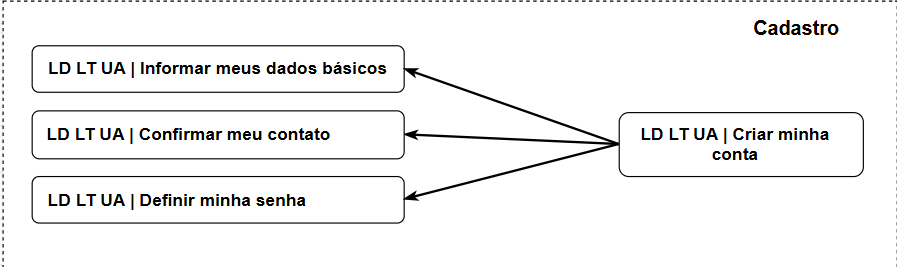 Cadastro
LD LT UA | Informar meus dados básicos
LD LT UA | Confirmar meu contato
LD LT UA | Definir minha senha
LD LT UA | Criar minha
conta